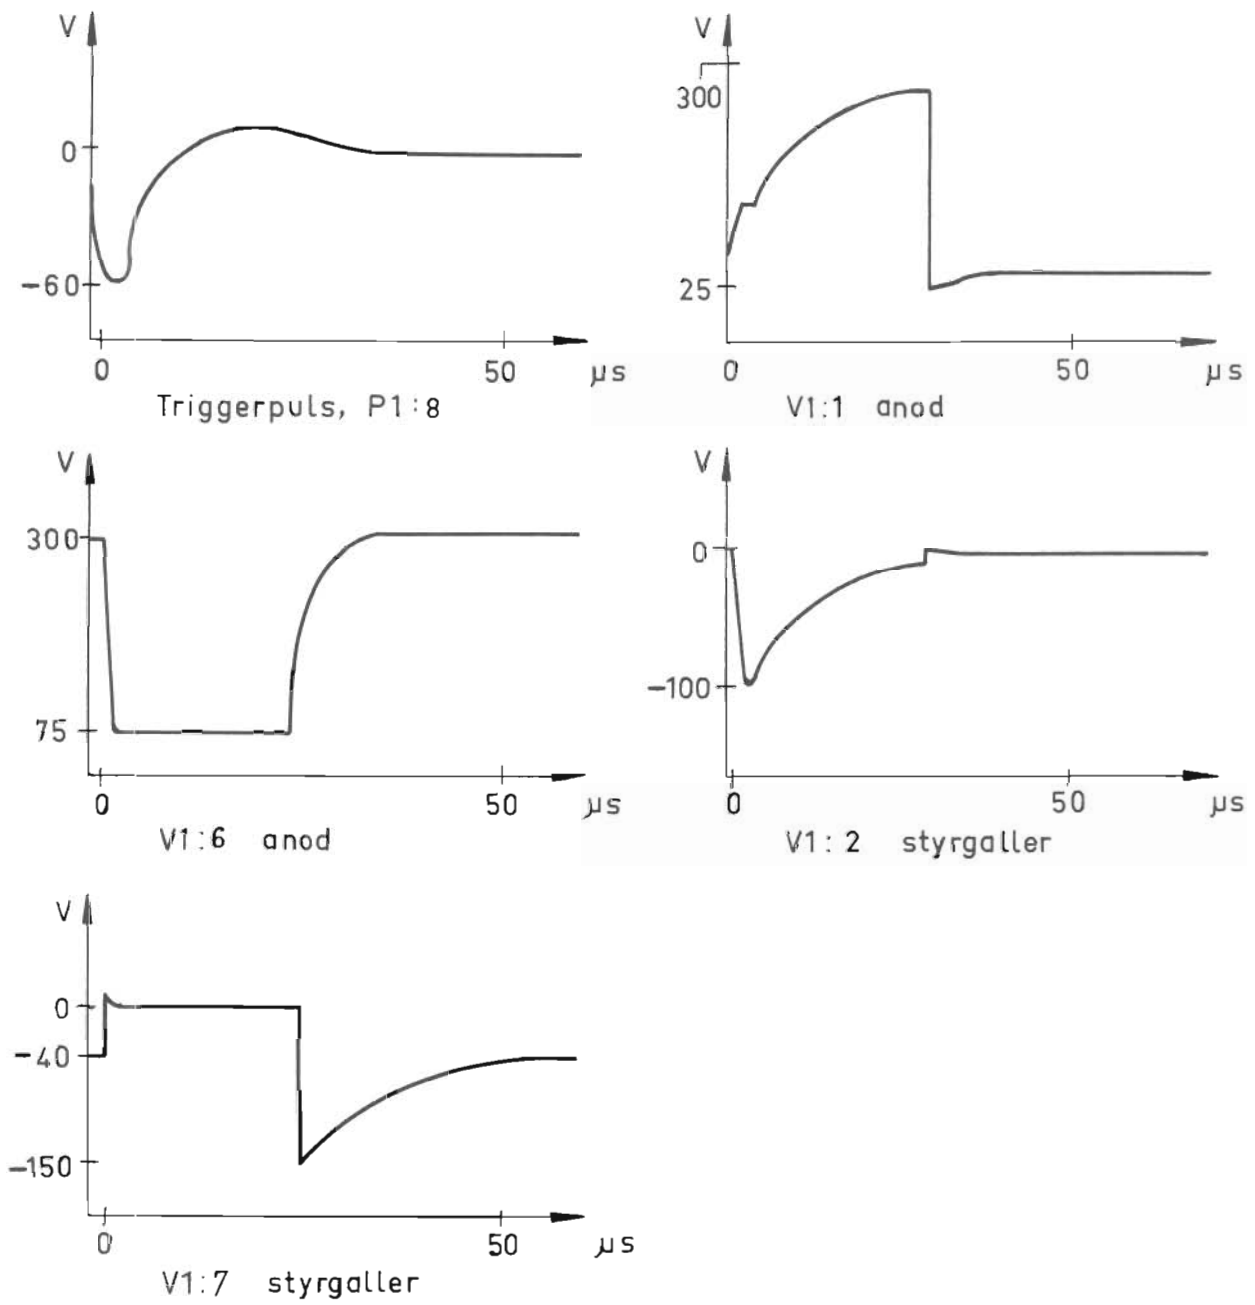 V
0
-60
0 50 µs
Triggerpuls, P1:8
V
300
25
0 50 µs
V1:1 anod
V
300
75
0 50 µs
V1:6 anod
V
0
-100
0 50 µs
V1:2 styrgaller
V
0
-40
-150
0 50 µs
V1:7 styrgaller